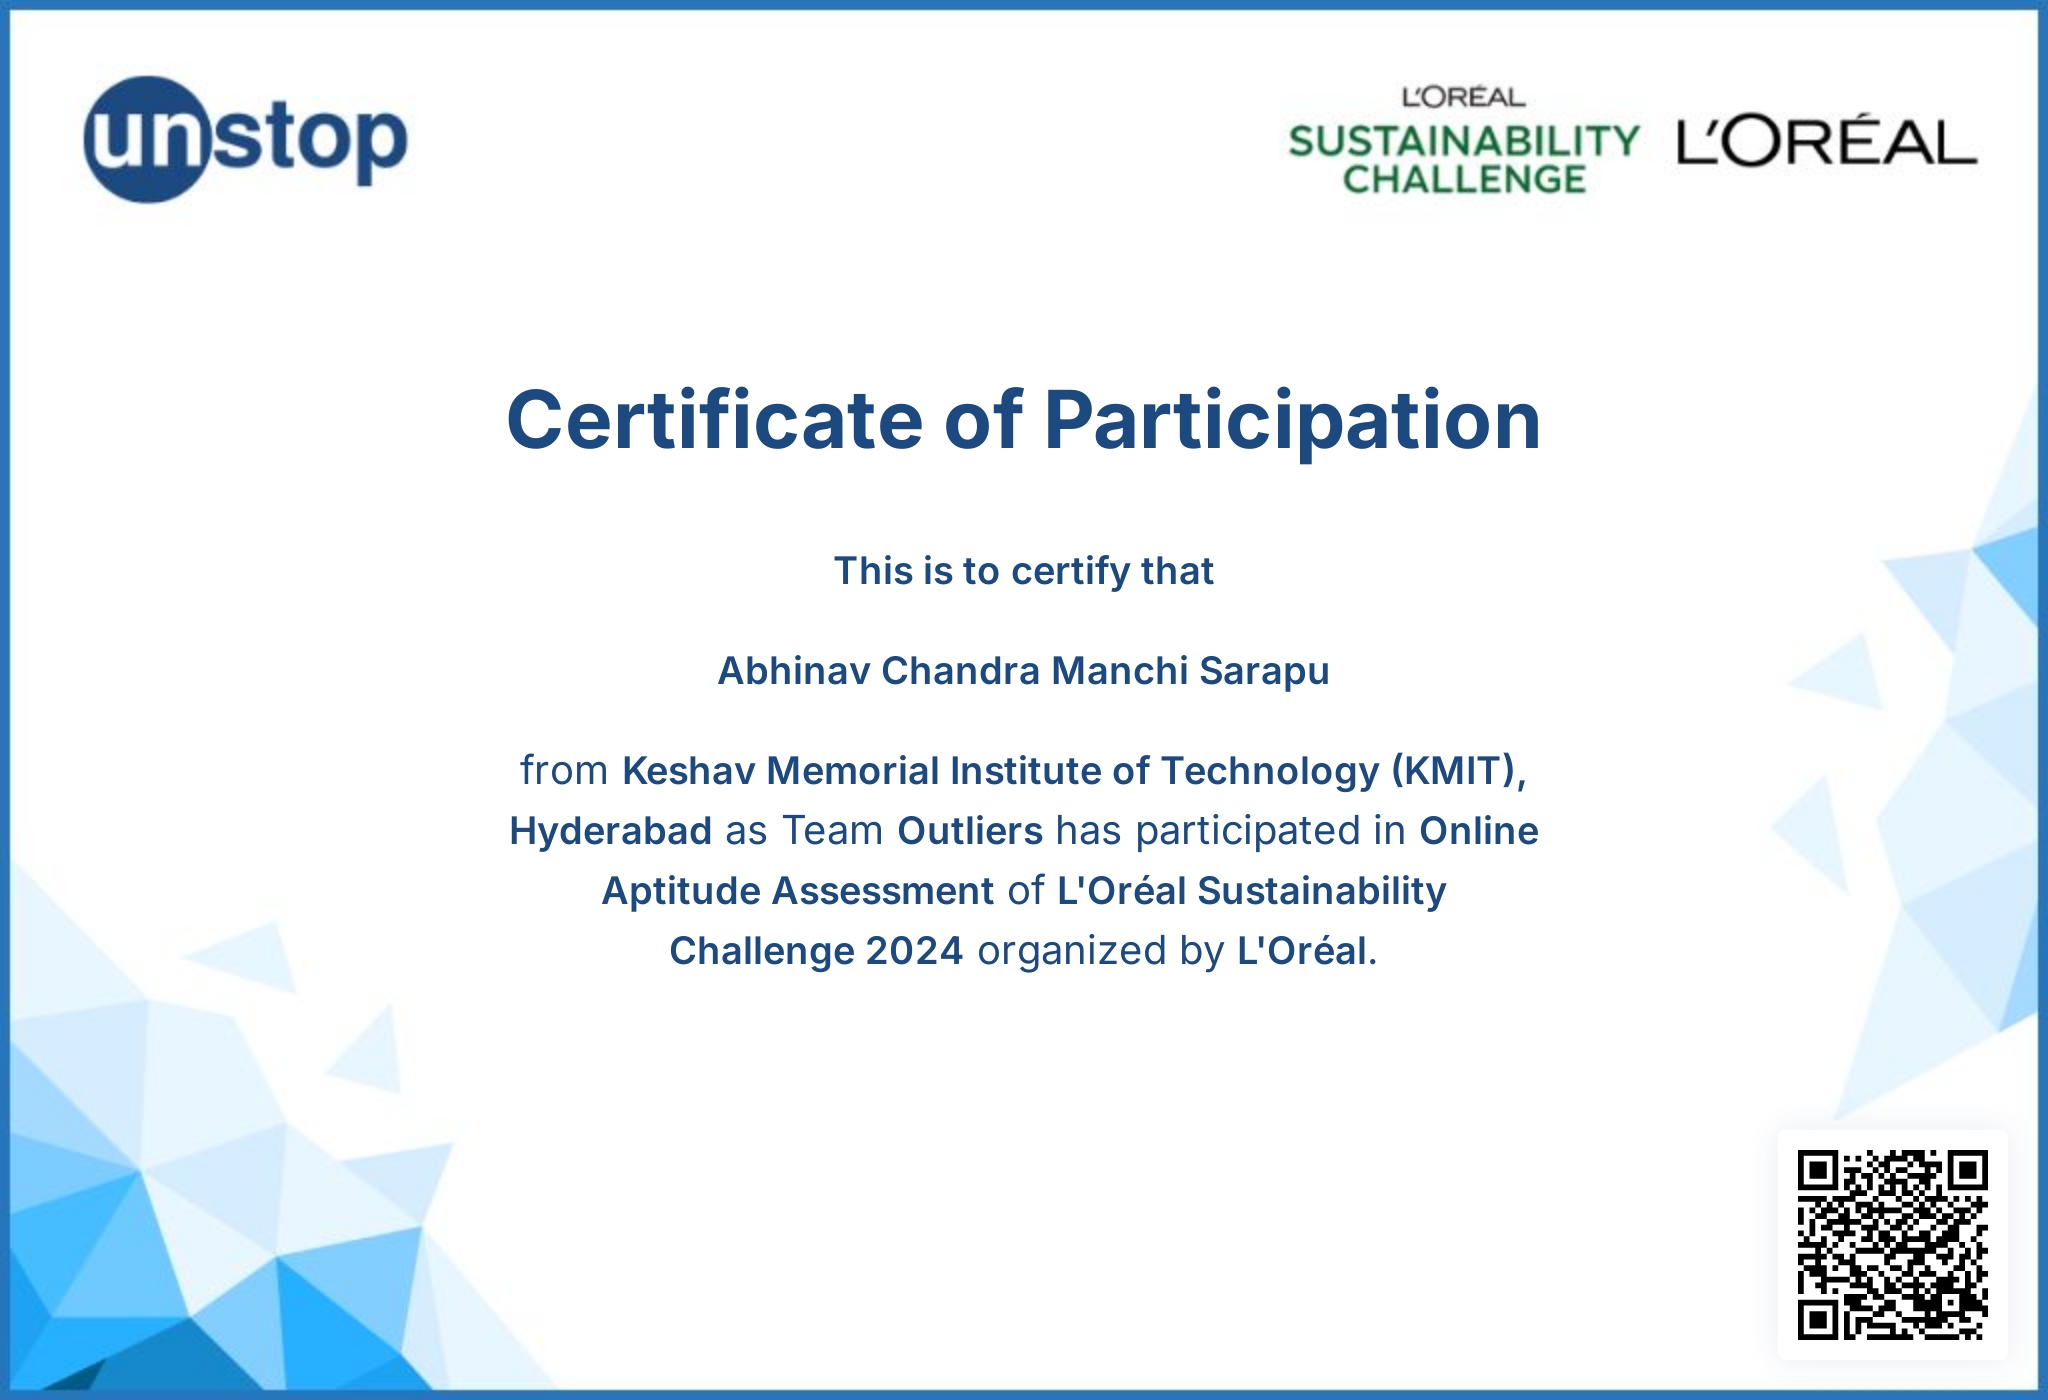 unstop
L'ORÉAL
SUSTAINABILITY
CHALLENGE
L'ORÉAL
Certificate of Participation
This is to certify that
Abhinav Chandra Manchi Sarapu
from Keshav Memorial Institute of Technology (KMIT),
Hyderabad as Team Outliers has participated in Online
Aptitude Assessment of L'Oréal Sustainability
Challenge 2024 organized by L'Oréal.